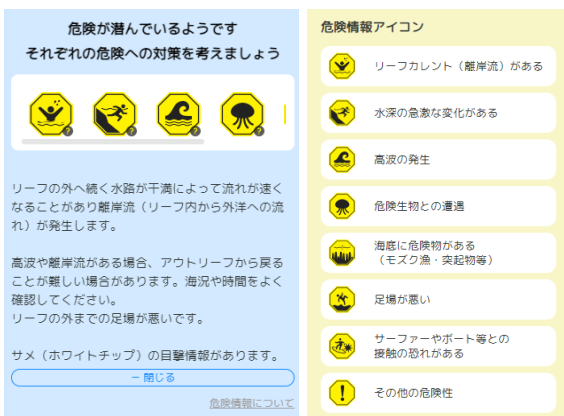 危険が潜んでいるようです
それぞれの危険への対策を考えましょう
? ? ? ?
リーフの外へ続く水路が干満によって流れが速く
なることがあり離岸流（リーフ内から外洋への流
れ）が発生します。
高波や離岸流がある場合、アウトリーフから戻る
ことが難しい場合があります。海況や時間をよく
確認してください。
リーフの外までの足場が悪いです。
サメ（ホワイトチップ）の目撃情報があります。
− 閉じる
危険情報について
危険情報アイコン
リーフカレント（離岸流）がある
水深の急激な変化がある
高波の発生
危険生物との遭遇
海底に危険物がある
（モズク漁・突起物等）
足場が悪い
サーファーやボート等との
接触の恐れがある
! その他の危険性